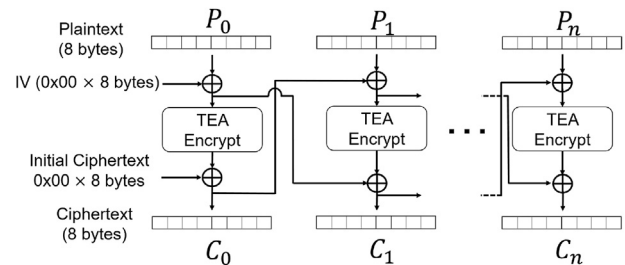 Plaintext
(8 bytes)
P₀
P₁
Pₙ
IV (0x00 × 8 bytes)
TEA
Encrypt
TEA
Encrypt
...
TEA
Encrypt
Initial Ciphertext
0x00 × 8 bytes
Ciphertext
(8 bytes)
C₀
C₁
Cₙ